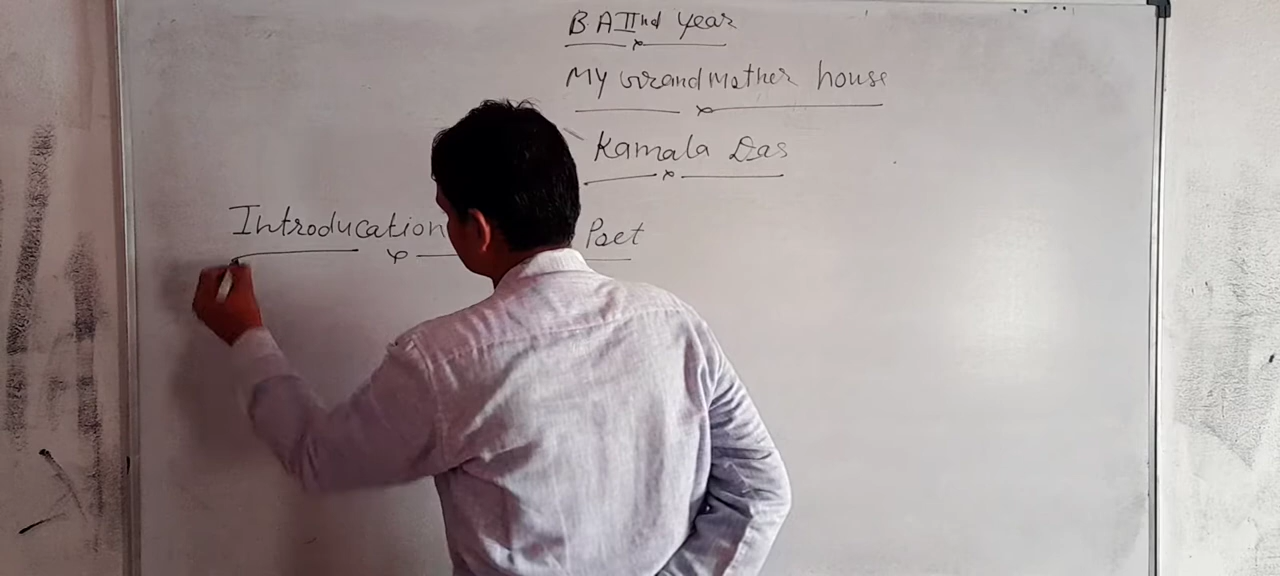 B A IInd year
My Grandmother house
Kamala Das
Introducation Poet